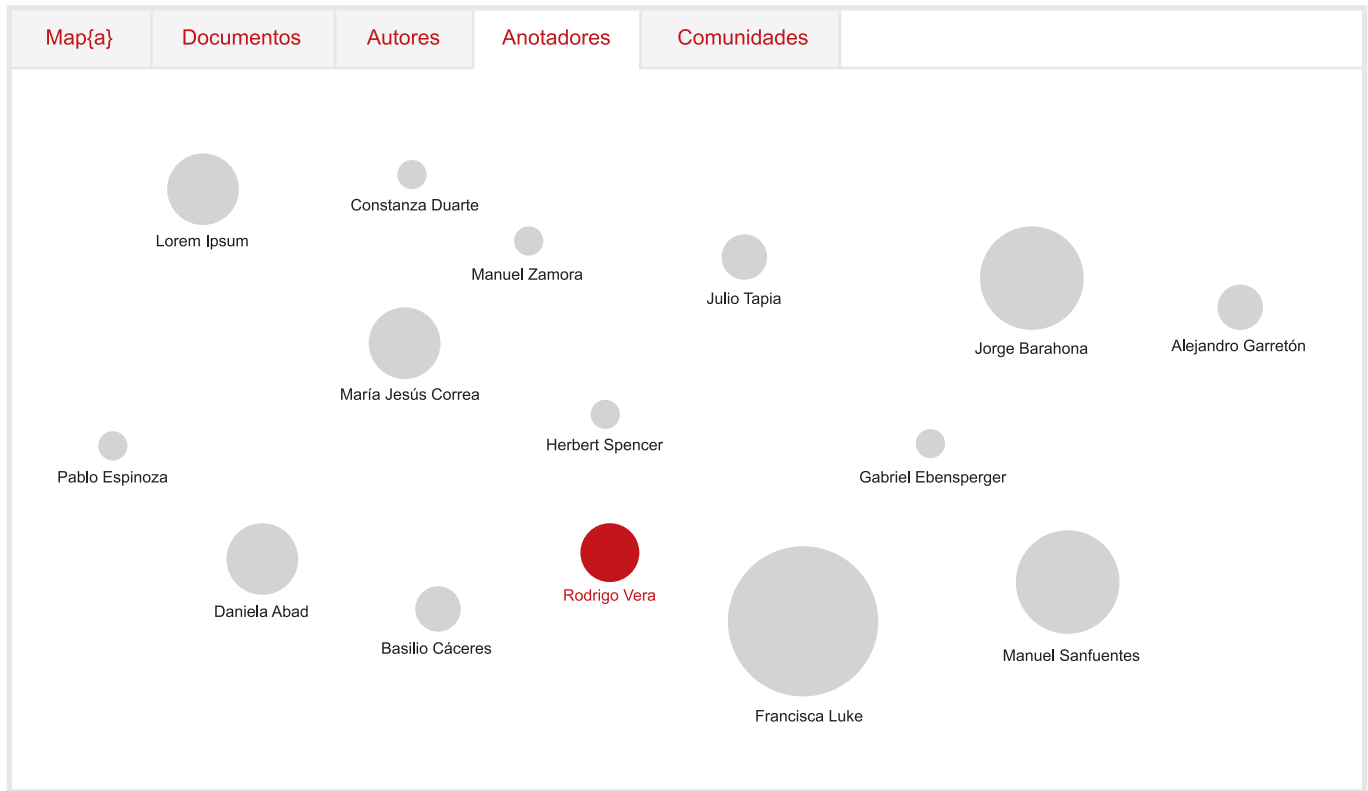 Map{a}
Documentos
Autores
Anotadores
Comunidades
Lorem Ipsum
Constanza Duarte
Manuel Zamora
Julio Tapia
Jorge Barahona
Alejandro Garretón
María Jesús Correa
Herbert Spencer
Pablo Espinoza
Gabriel Ebensperger
Daniela Abad
Basilio Cáceres
Rodrigo Vera
Francisca Luke
Manuel Sanfuentes